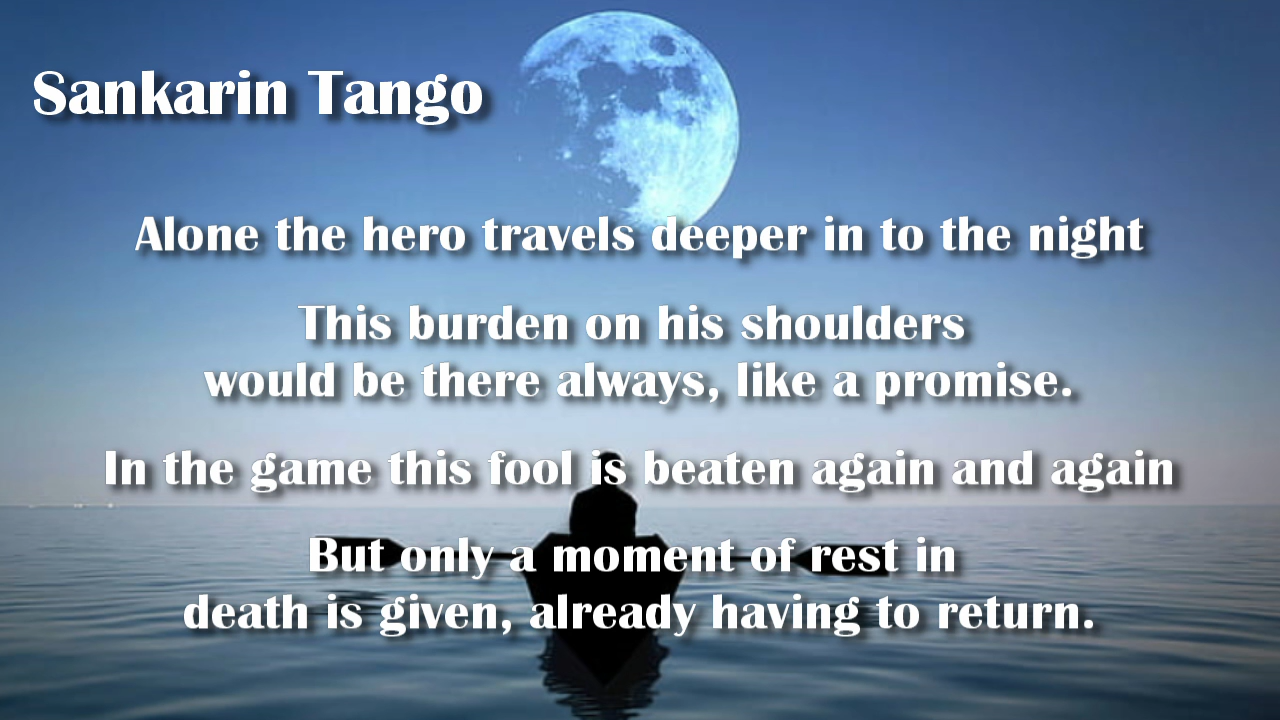 Sankarin Tango
Alone the hero travels deeper in to the night
This burden on his shoulders
would be there always, like a promise.
In the game this fool is beaten again and again
But only a moment of rest in
death is given, already having to return.